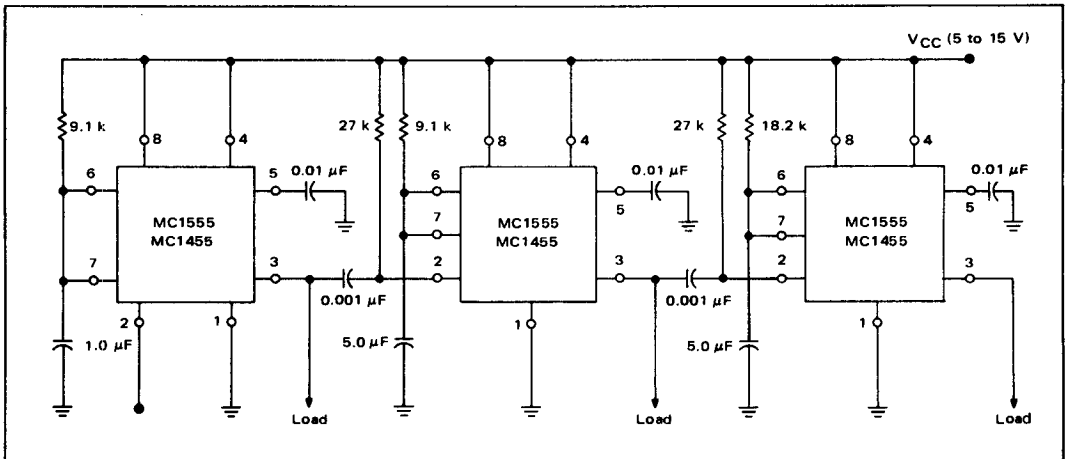 VCC (5 to 15 V)
9.1 k
8
4
27 k
9.1 k
8
4
27 k
18.2 k
8
4
6
5
0.01 µF
6
0.01 µF
5
6
0.01 µF
5
MC1555
MC1455
7
MC1555
MC1455
7
MC1555
MC1455
7
3
2
3
2
3
0.001 µF
0.001 µF
2
1
1
1
1.0 µF
5.0 µF
5.0 µF
Load
Load
Load